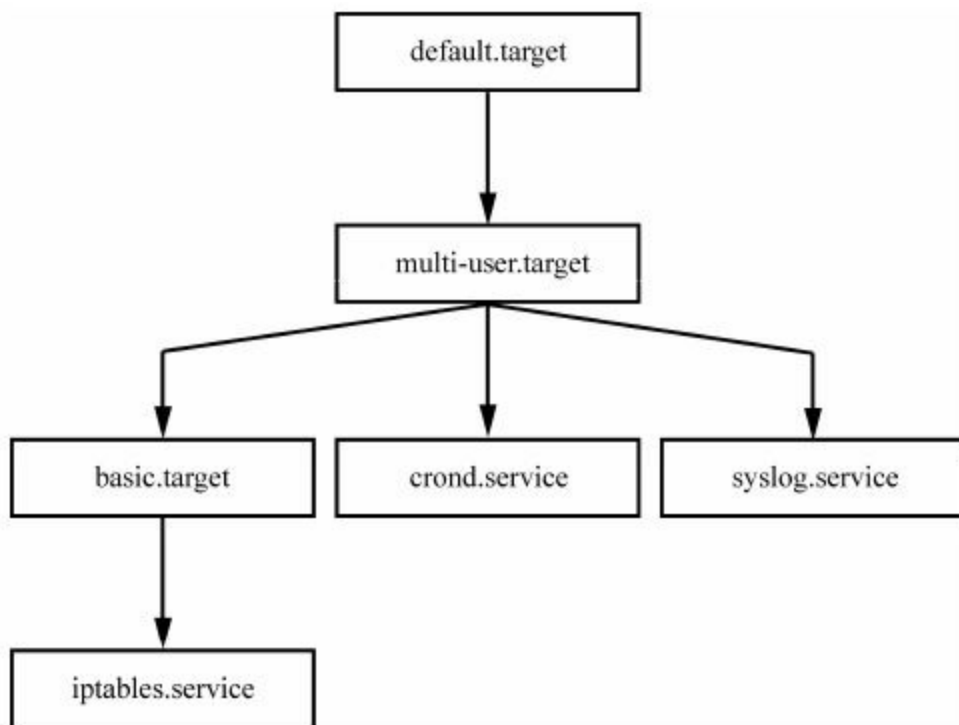 default.target
multi-user.target
basic.target
crond.service
syslog.service
iptables.service